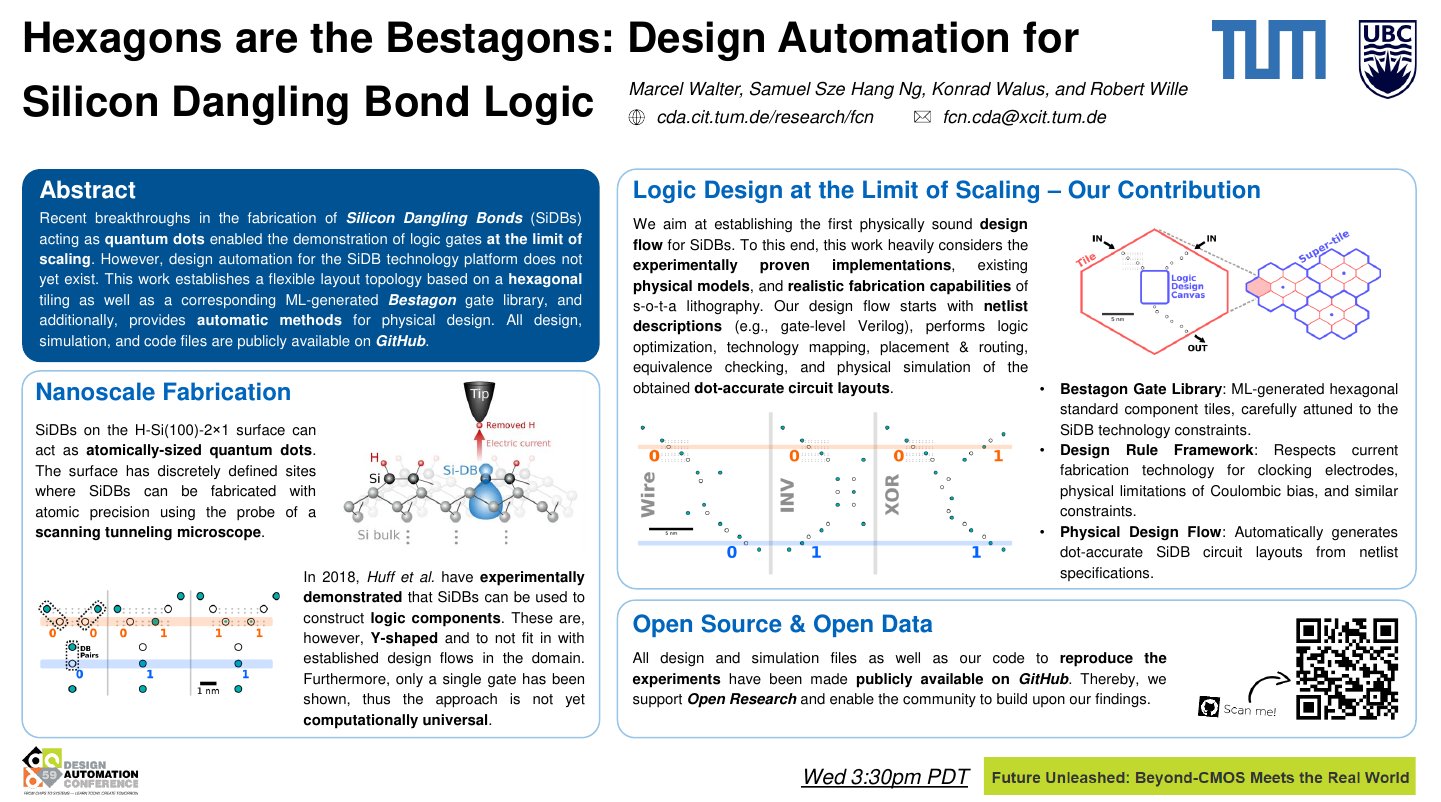 Hexagons are the Bestagons: Design Automation for
Silicon Dangling Bond Logic
Marcel Walter, Samuel Sze Hang Ng, Konrad Walus, and Robert Wille
cda.cit.tum.de/research/fcn
fcn.cda@xcit.tum.de
TUM
UBC
Abstract
Recent breakthroughs in the fabrication of Silicon Dangling Bonds (SiDBs)
acting as quantum dots enabled the demonstration of logic gates at the limit of
scaling. However, design automation for the SiDB technology platform does not
yet exist. This work establishes a flexible layout topology based on a hexagonal
tiling as well as a corresponding ML-generated Bestagon gate library, and
additionally, provides automatic methods for physical design. All design,
simulation, and code files are publicly available on GitHub.
Nanoscale Fabrication
SiDBs on the H-Si(100)-2×1 surface can
act as atomically-sized quantum dots.
The surface has discretely defined sites
where SiDBs can be fabricated with
atomic precision using the probe of a
scanning tunneling microscope.
Tip
Removed H
Electric current
H
Si-DB
Si
Si bulk
0 0 0 1 1 1
DB
Pairs
0 1 1
1 nm
In 2018, Huff et al. have experimentally
demonstrated that SiDBs can be used to
construct logic components. These are,
however, Y-shaped and to not fit in with
established design flows in the domain.
Furthermore, only a single gate has been
shown, thus the approach is not yet
computationally universal.
Logic Design at the Limit of Scaling – Our Contribution
We aim at establishing the first physically sound design
flow for SiDBs. To this end, this work heavily considers the
experimentally proven implementations, existing
physical models, and realistic fabrication capabilities of
s-o-t-a lithography. Our design flow starts with netlist
descriptions (e.g., gate-level Verilog), performs logic
optimization, technology mapping, placement & routing,
equivalence checking, and physical simulation of the
obtained dot-accurate circuit layouts.
IN
IN
Tile
Super-tile
Logic
Design
Canvas
5 nm
OUT
0 0 0 1
Wire
INV
XOR
5 nm
0 1 1
• Bestagon Gate Library: ML-generated hexagonal
standard component tiles, carefully attuned to the
SiDB technology constraints.
• Design Rule Framework: Respects current
fabrication technology for clocking electrodes,
physical limitations of Coulombic bias, and similar
constraints.
• Physical Design Flow: Automatically generates
dot-accurate SiDB circuit layouts from netlist
specifications.
Open Source & Open Data
All design and simulation files as well as our code to reproduce the
experiments have been made publicly available on GitHub. Thereby, we
support Open Research and enable the community to build upon our findings.
Scan me!
59
DESIGN
AUTOMATION
CONFERENCE
FROM CHIPS TO SYSTEMS — LEARN TODAY, CREATE TOMORROW
Wed 3:30pm PDT
Future Unleashed: Beyond-CMOS Meets the Real World